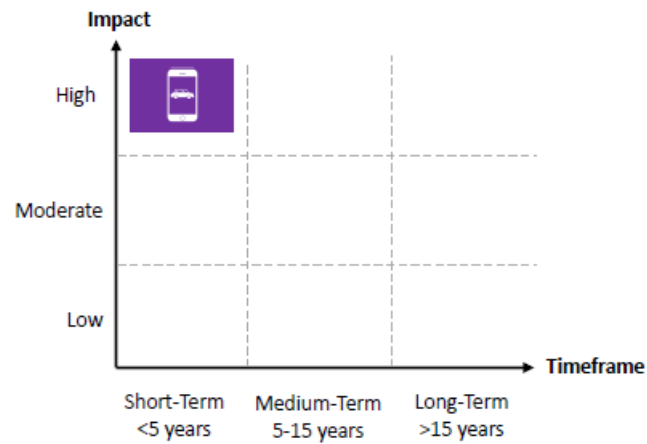 Impact
High
Moderate
Low
Timeframe
Short-Term
<5 years
Medium-Term
5-15 years
Long-Term
>15 years